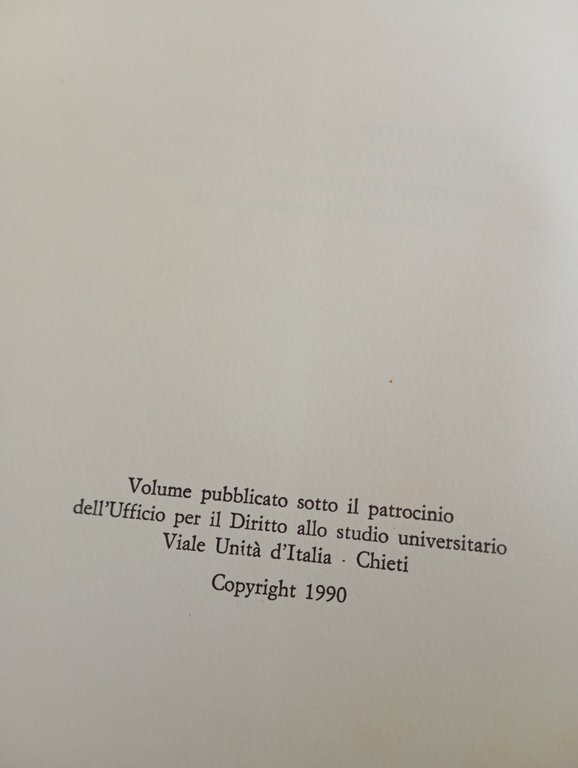 Volume pubblicato sotto il patrocinio
dell'Ufficio per il Diritto allo studio universitario
Viale Unità d'Italia · Chieti
Copyright 1990